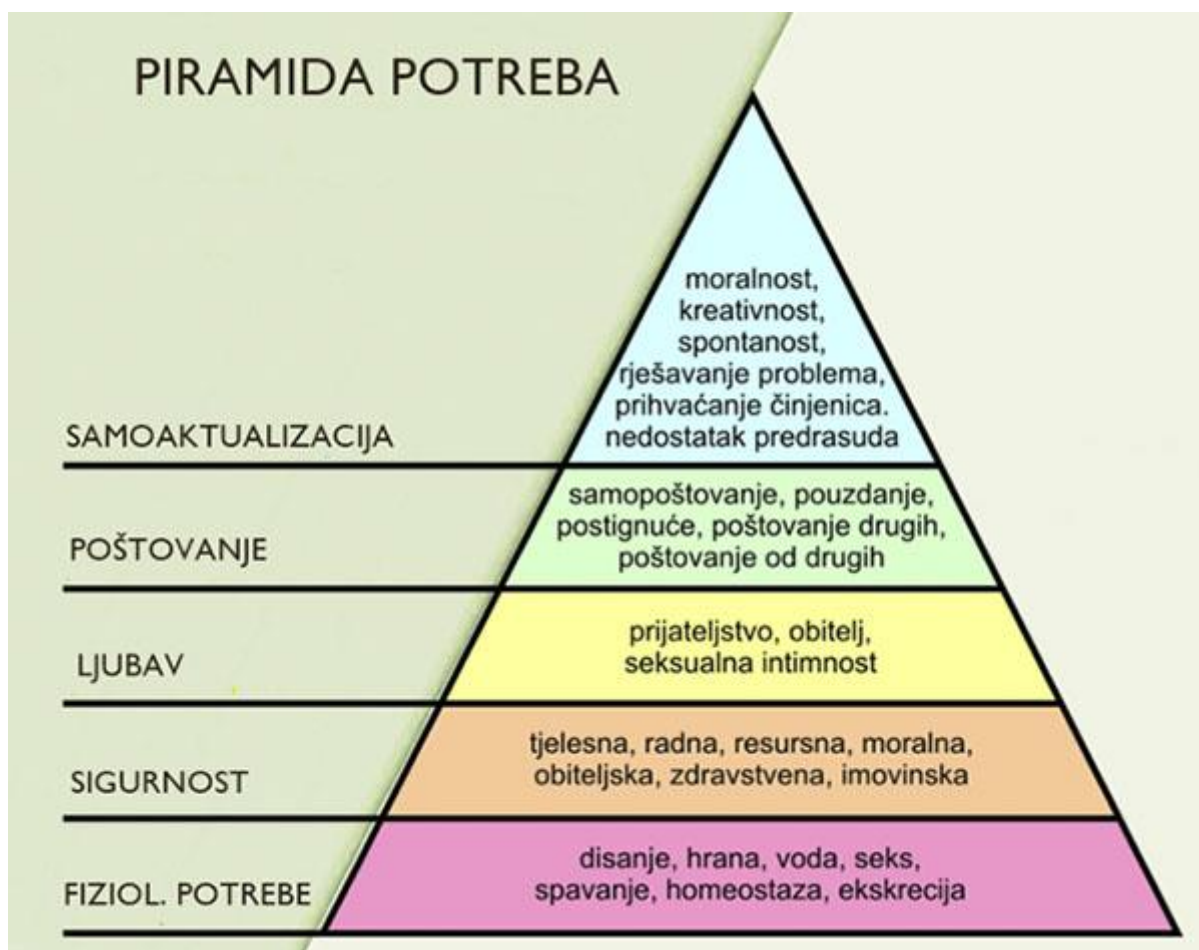 PIRAMIDA POTREBA
moralnost,
kreativnost,
spontanost,
rješavanje problema,
prihvaćanje činjenica.
nedostatak predrasuda
SAMOAKTUALIZACIJA
samopoštovanje, pouzdanje,
postignuće, poštovanje drugih,
poštovanje od drugih
POŠTOVANJE
prijateljstvo, obitelj,
seksualna intimnost
LJUBAV
tjelesna, radna, resursna, moralna,
obiteljska, zdravstvena, imovinska
SIGURNOST
disanje, hrana, voda, seks,
spavanje, homeostaza, ekskrecija
FIZIOL. POTREBE